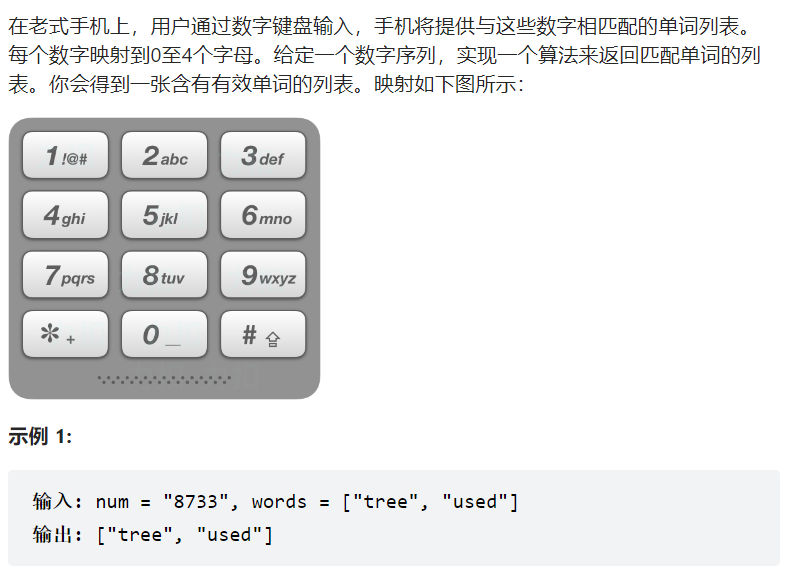 在老式手机上，用户通过数字键盘输入，手机将提供与这些数字相匹配的单词列表。
每个数字映射到0至4个字母。给定一个数字序列，实现一个算法来返回匹配单词的列
表。你会得到一张含有有效单词的列表。映射如下图所示：
1 !@# 2 abc 3 def
4 ghi 5 jkl 6 mno
7 pqrs 8 tuv 9 wxyz
* + 0 _ #
示例 1:
输入: num = "8733", words = ["tree", "used"]
输出: ["tree", "used"]